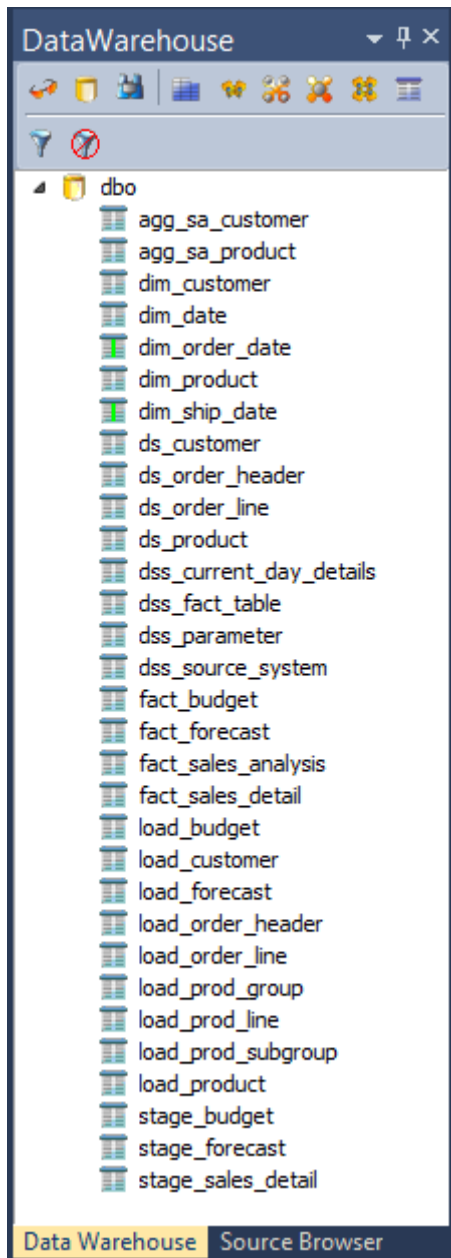 DataWarehouse
dbo
agg_sa_customer
agg_sa_product
dim_customer
dim_date
dim_order_date
dim_product
dim_ship_date
ds_customer
ds_order_header
ds_order_line
ds_product
dss_current_day_details
dss_fact_table
dss_parameter
dss_source_system
fact_budget
fact_forecast
fact_sales_analysis
fact_sales_detail
load_budget
load_customer
load_forecast
load_order_header
load_order_line
load_prod_group
load_prod_line
load_prod_subgroup
load_product
stage_budget
stage_forecast
stage_sales_detail
Data Warehouse Source Browser